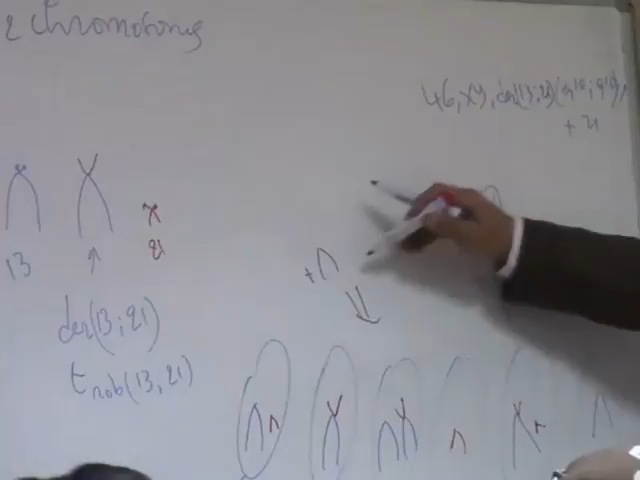 2 Chromosomes
46, XY, der(13;21)(q10;q10),
+21
13
21
der(13;21)
t rob(13,21)
+